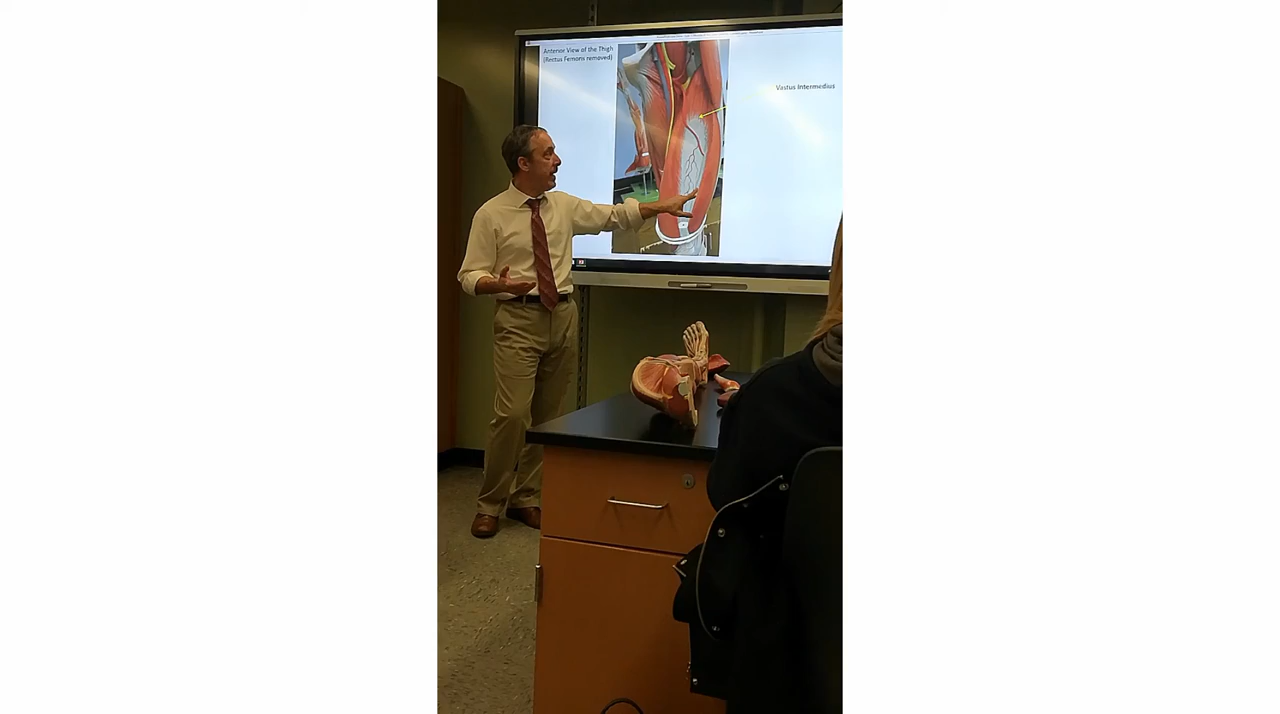 Anterior View of the Thigh
(Rectus Femoris removed)
Vastus Intermedius